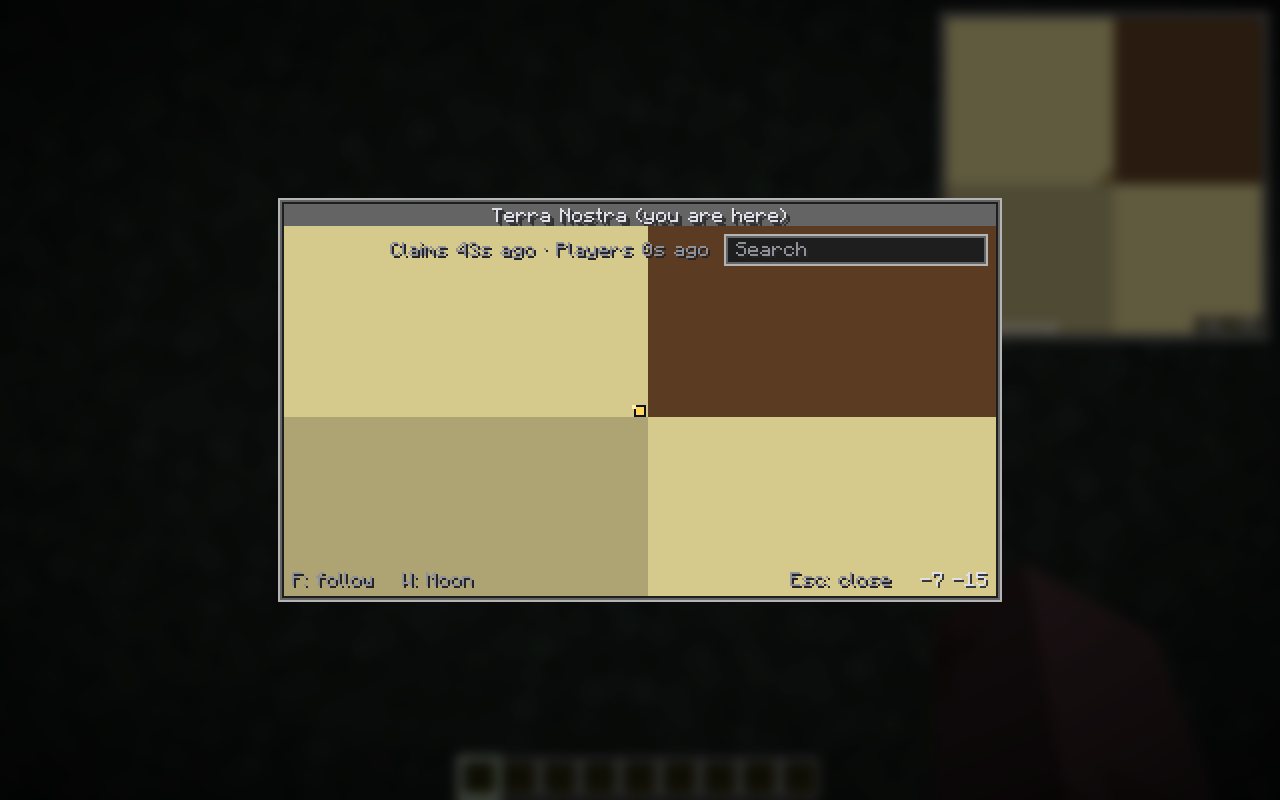 Terra Nostra (you are here)
Claims 43s ago · Players 0s ago
Search
F: follow W: Moon
Esc: close -7 -15